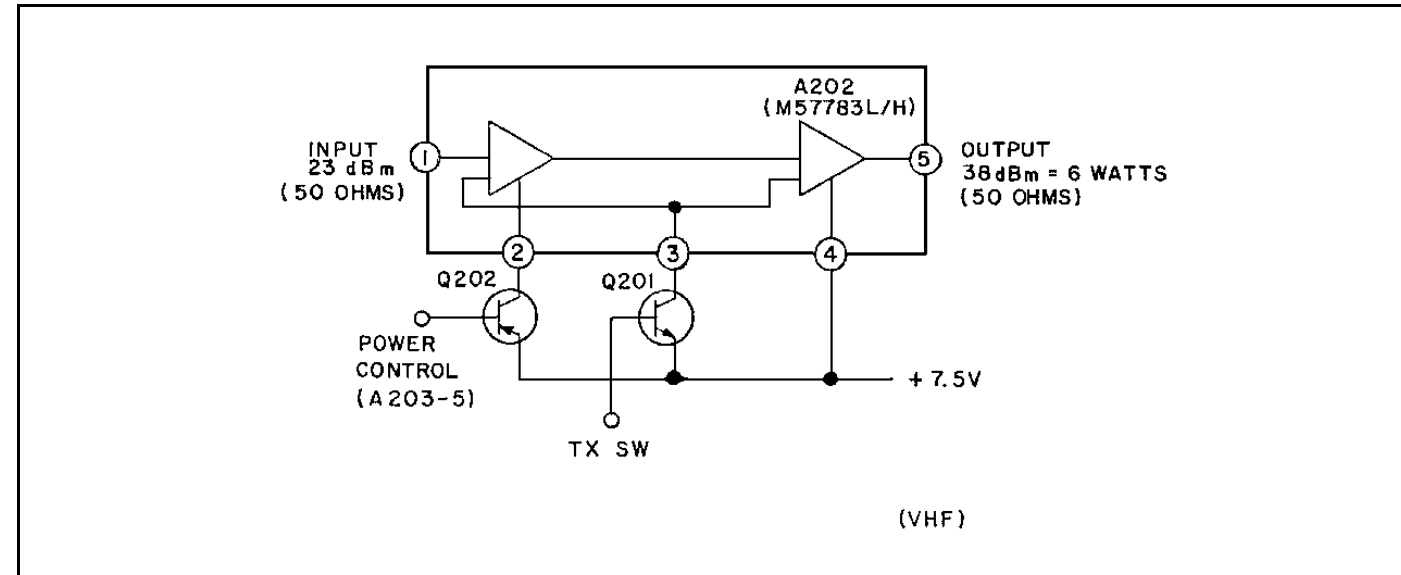 A202
(M57783L/H)
INPUT
23 dBm
(50 OHMS)
1
5
OUTPUT
38dBm = 6 WATTS
(50 OHMS)
2
3
4
Q202
Q201
POWER
CONTROL
(A203-5)
+7.5V
TX SW
(VHF)